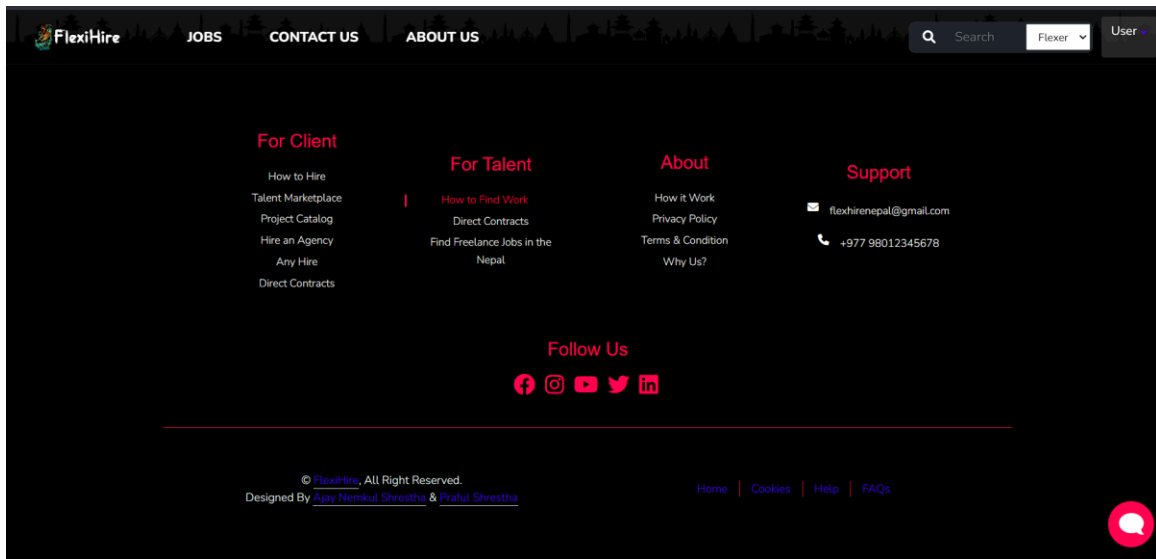 FlexiHire
JOBS
CONTACT US
ABOUT US
Search
Flexer
User
For Client
How to Hire
Talent Marketplace
Project Catalog
Hire an Agency
Any Hire
Direct Contracts
For Talent
How to Find Work
Direct Contracts
Find Freelance Jobs in the
Nepal
About
How it Work
Privacy Policy
Terms & Condition
Why Us?
Support
flexhirenepal@gmail.com
+977 98012345678
Follow Us
© FlexiHire, All Right Reserved.
Designed By Ajay Nemkul Shrestha & Praful Shrestha
Home
Cookies
Help
FAQs